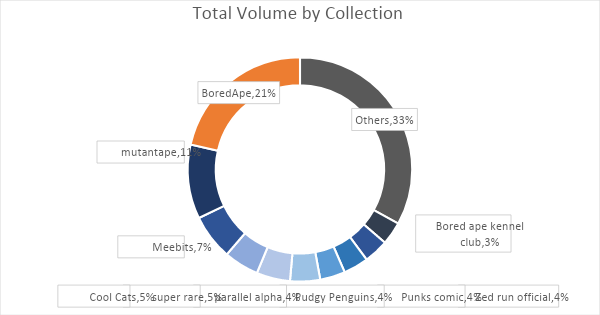 Total Volume by Collection
BoredApe,21%
Others,33%
mutantape,11%
Bored ape kennel
club,3%
Meebits,7%
Cool Cats,5%
super rare,5%
parallel alpha,4%
Pudgy Penguins,4%
Punks comic,4%
Zed run official,4%